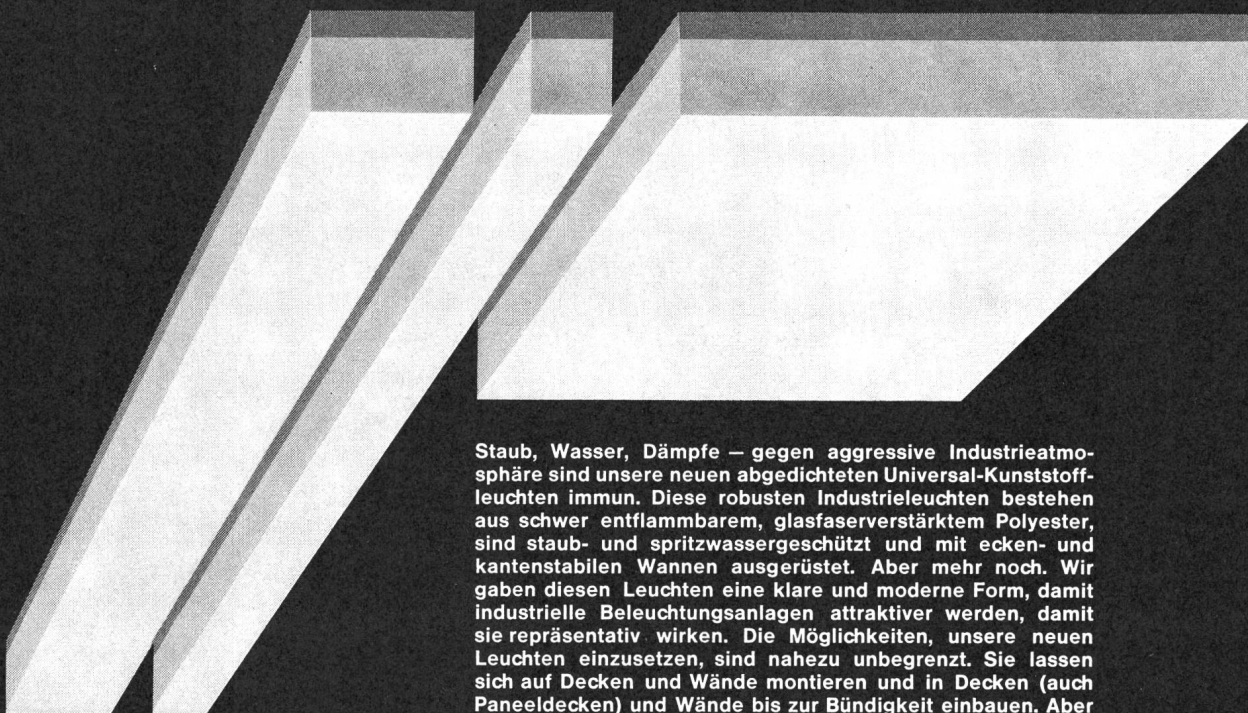 Staub, Wasser, Dämpfe — gegen aggressive Industrieatmo-
sphäre sind unsere neuen abgedichteten Universal-Kunststoff-
leuchten immun. Diese robusten Industrieleuchten bestehen
aus schwer entflammbarem, glasfaserverstärktem Polyester,
sind staub- und spritzwassergeschützt und mit ecken- und
kantenstabilen Wannen ausgerüstet. Aber mehr noch. Wir
gaben diesen Leuchten eine klare und moderne Form, damit
industrielle Beleuchtungsanlagen attraktiver werden, damit
sie repräsentativ wirken. Die Möglichkeiten, unsere neuen
Leuchten einzusetzen, sind nahezu unbegrenzt. Sie lassen
sich auf Decken und Wände montieren und in Decken (auch
Paneeldecken) und Wände bis zur Bündigkeit einbauen. Aber